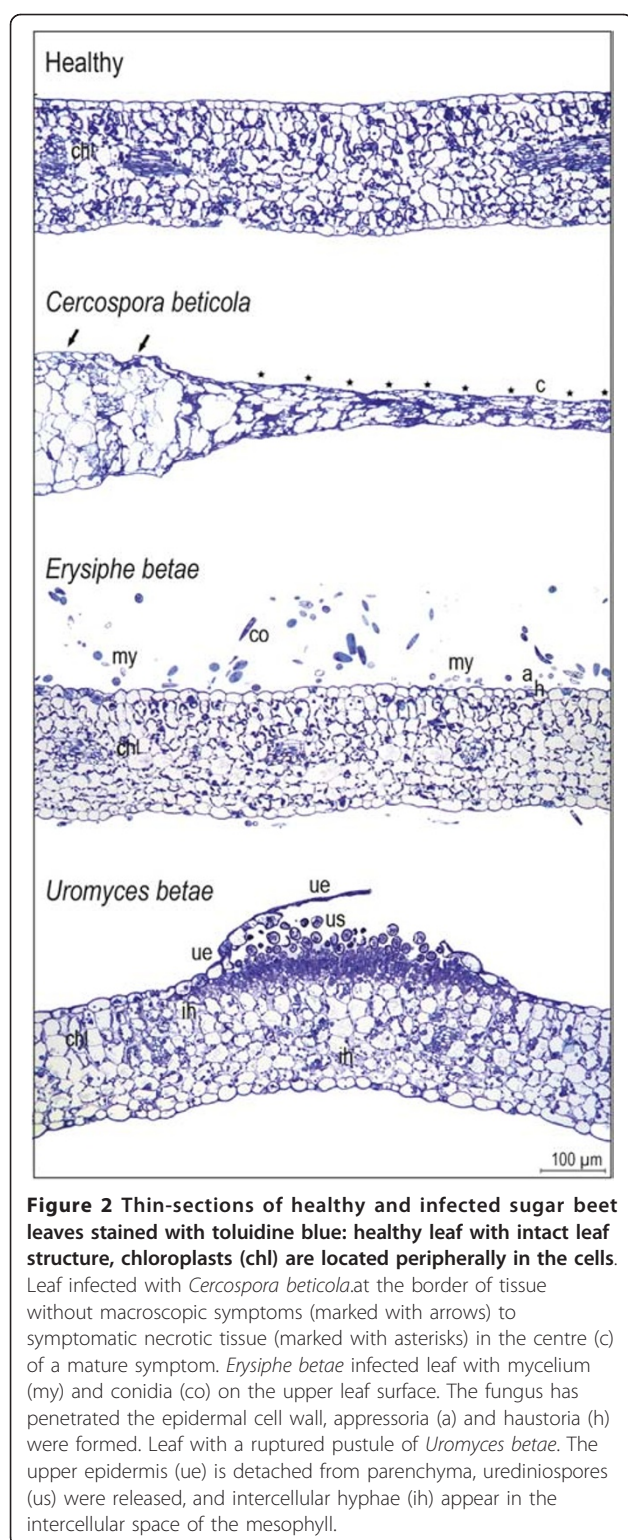 Healthy
chl
Cercospora beticola
c
Erysiphe betae
co
my
my
a
h
chl
Uromyces betae
ue
us
ue
ih
chl
ih
100 µm
Figure 2 Thin-sections of healthy and infected sugar beet
leaves stained with toluidine blue: healthy leaf with intact leaf
structure, chloroplasts (chl) are located peripherally in the cells.
Leaf infected with Cercospora beticola.at the border of tissue
without macroscopic symptoms (marked with arrows) to
symptomatic necrotic tissue (marked with asterisks) in the centre (c)
of a mature symptom. Erysiphe betae infected leaf with mycelium
(my) and conidia (co) on the upper leaf surface. The fungus has
penetrated the epidermal cell wall, appressoria (a) and haustoria (h)
were formed. Leaf with a ruptured pustule of Uromyces betae. The
upper epidermis (ue) is detached from parenchyma, urediniospores
(us) were released, and intercellular hyphae (ih) appear in the
intercellular space of the mesophyll.